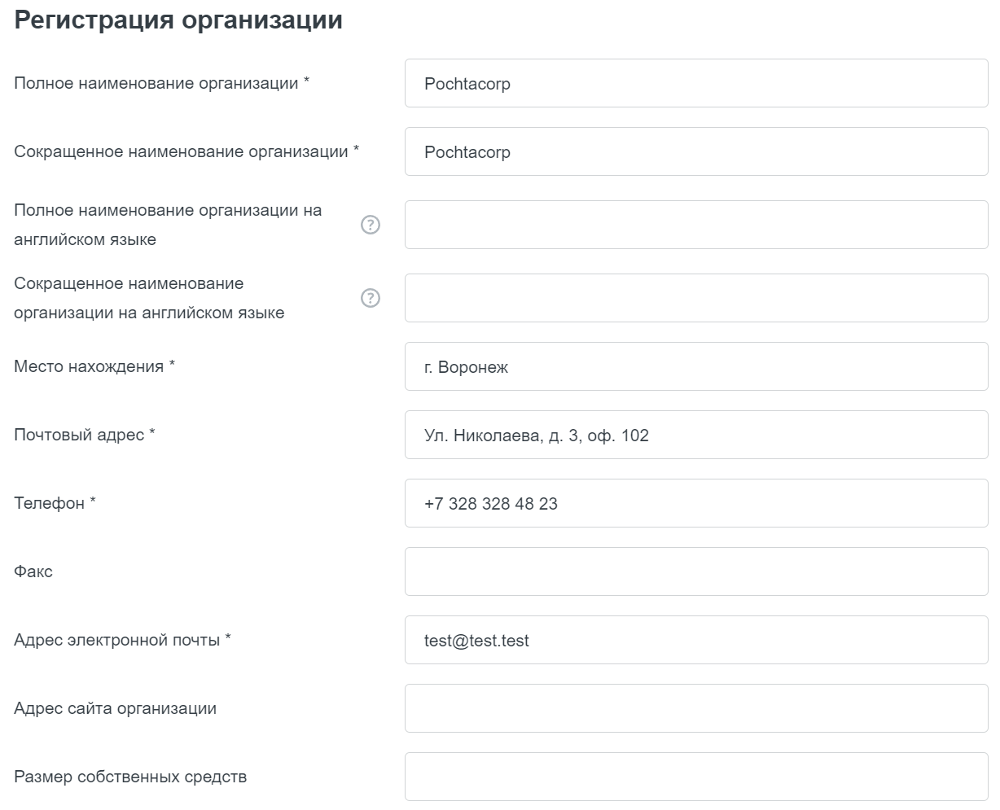 Регистрация организации
Полное наименование организации *
Pochtacorp
Сокращенное наименование организации *
Pochtacorp
Полное наименование организации на
английском языке
?
Сокращенное наименование
организации на английском языке
?
Место нахождения *
г. Воронеж
Почтовый адрес *
Ул. Николаева, д. 3, оф. 102
Телефон *
+7 328 328 48 23
Факс
Адрес электронной почты *
test@test.test
Адрес сайта организации
Размер собственных средств